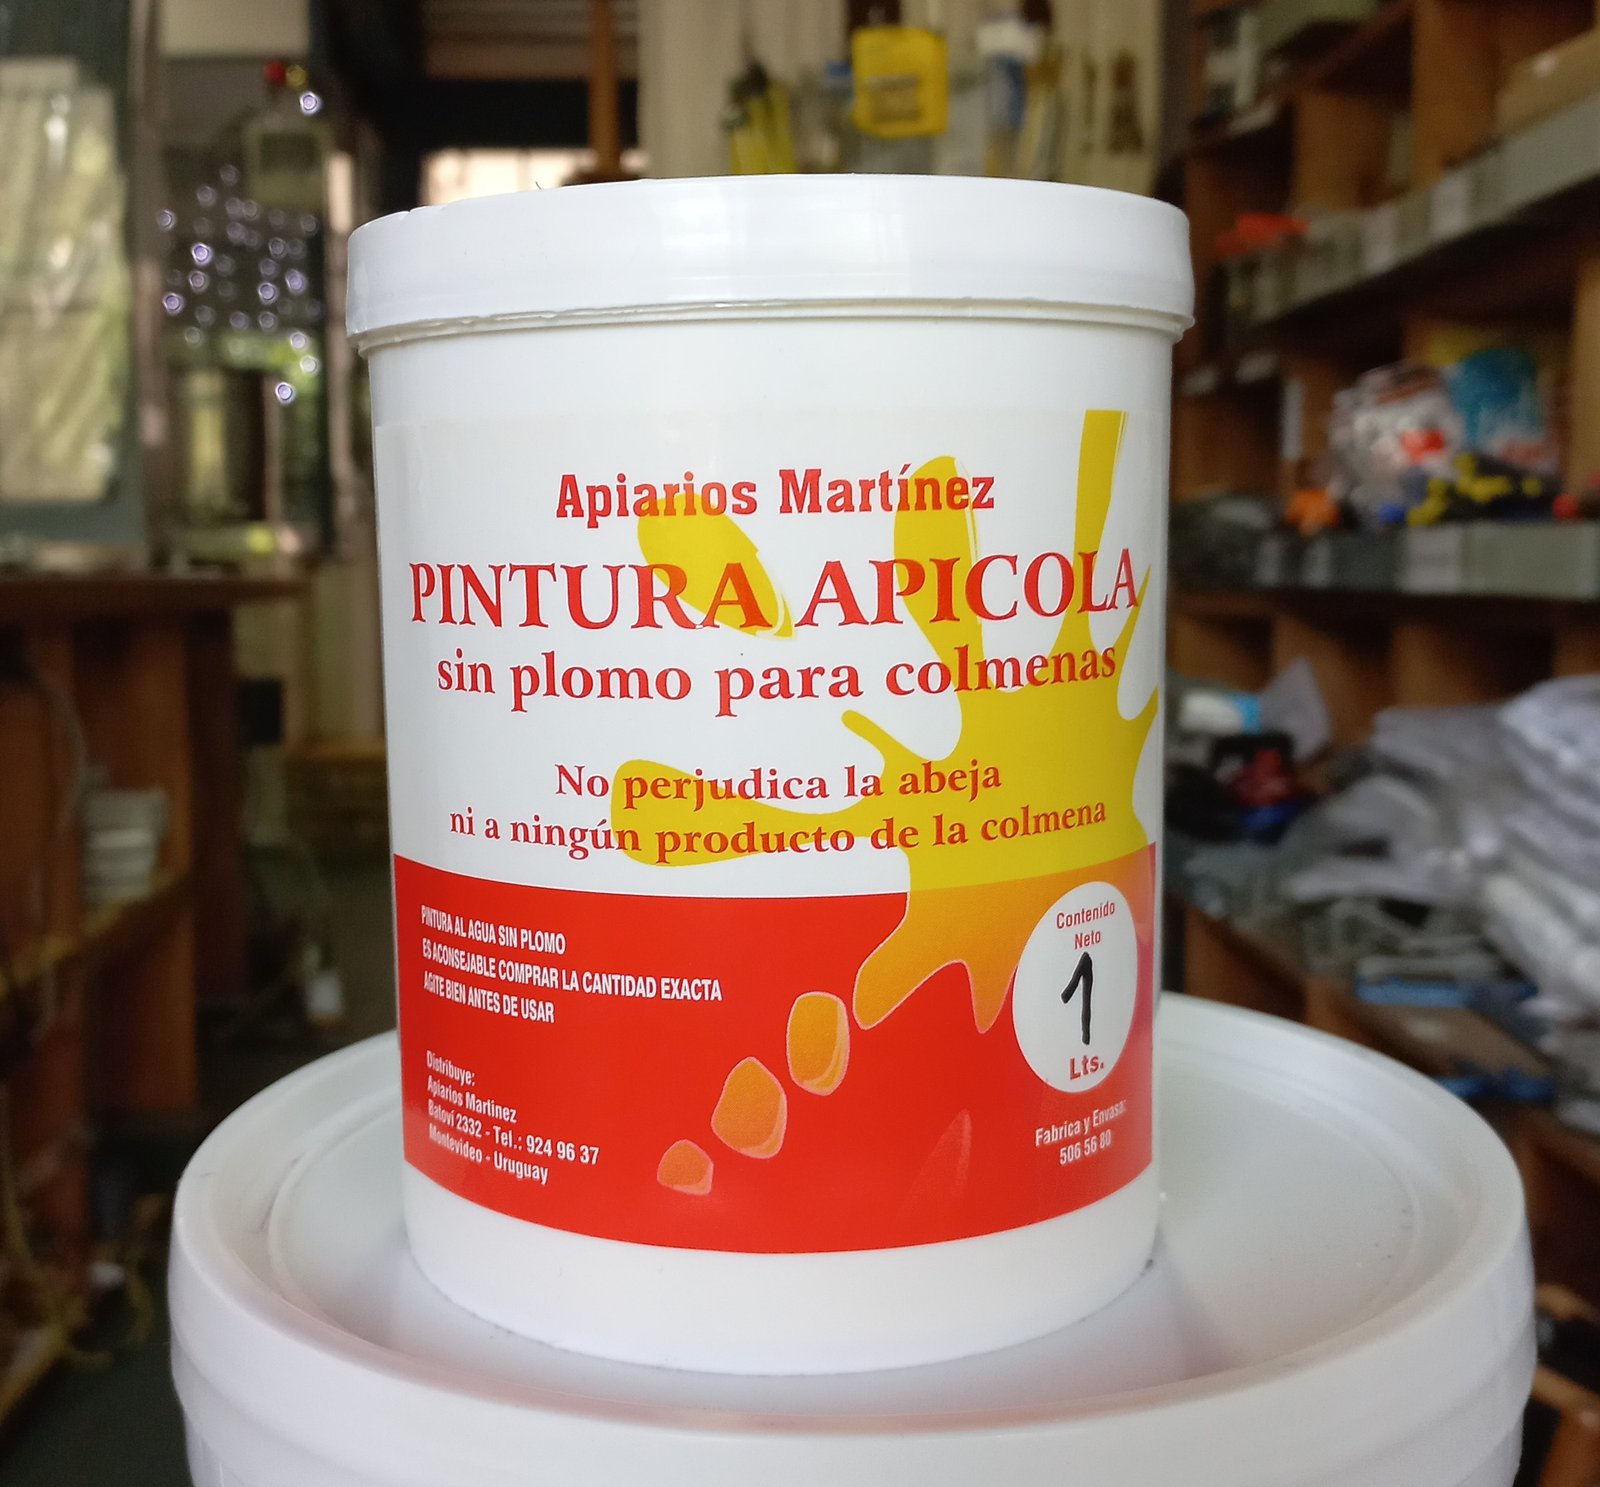 Apiarios Martínez
PINTURA APICOLA
sin plomo para colmenas
No perjudica la abeja
ni a ningún producto de la colmena
PINTURA AL AGUA SIN PLOMO
ES ACONSEJABLE COMPRAR LA CANTIDAD EXACTA
AGITE BIEN ANTES DE USAR
Contenido
Neto
1
Lts.
Distribuye:
Apiarios Martínez
Batoví 2332 - Tel.: 924 96 37
Montevideo - Uruguay
Fabrica y Envasa:
506 56 80